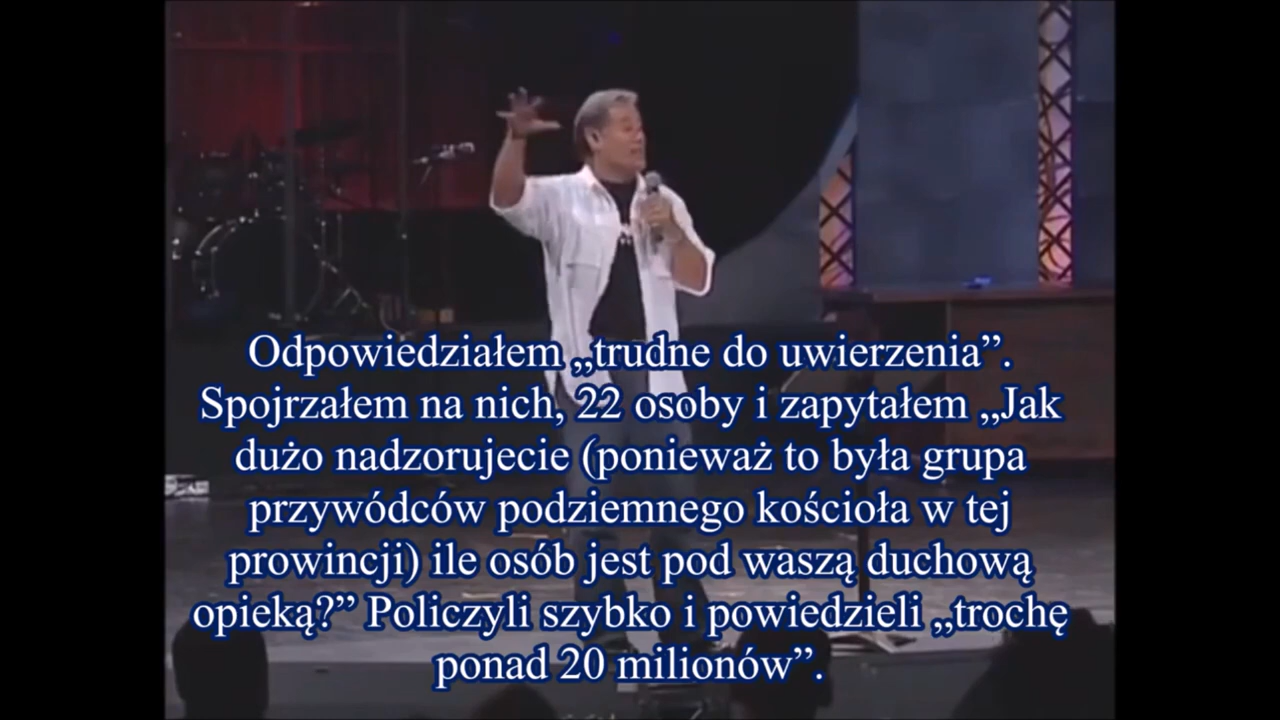 Odpowiedziałem ,,trudne do uwierzenia”.
Spojrzałem na nich, 22 osoby i zapytałem ,,Jak
dużo nadzorujecie (ponieważ to była grupa
przywódców podziemnego kościoła w tej
prowincji) ile osób jest pod waszą duchową
opieką?” Policzyli szybko i powiedzieli ,,trochę
ponad 20 milionów”.